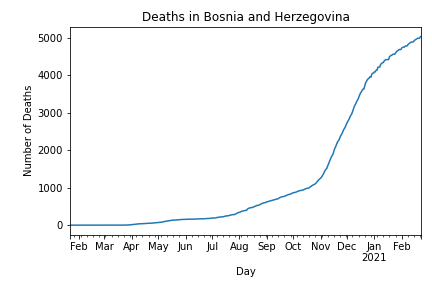 Deaths in Bosnia and Herzegovina
5000
4000
3000
2000
1000
0
Number of Deaths
Feb Mar Apr May Jun Jul Aug Sep Oct Nov Dec Jan Feb
2021
Day